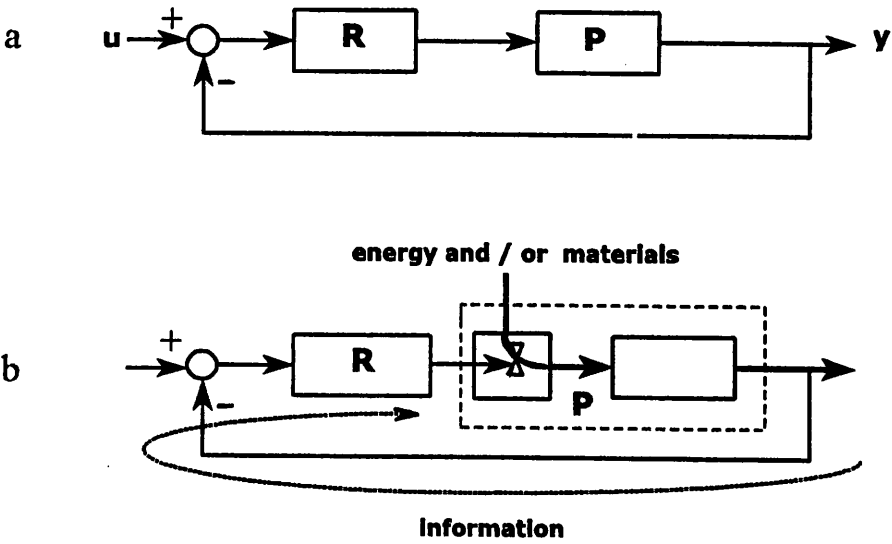 a
u
+
-
R
P
y
energy and / or materials
b
+
-
R
P
information